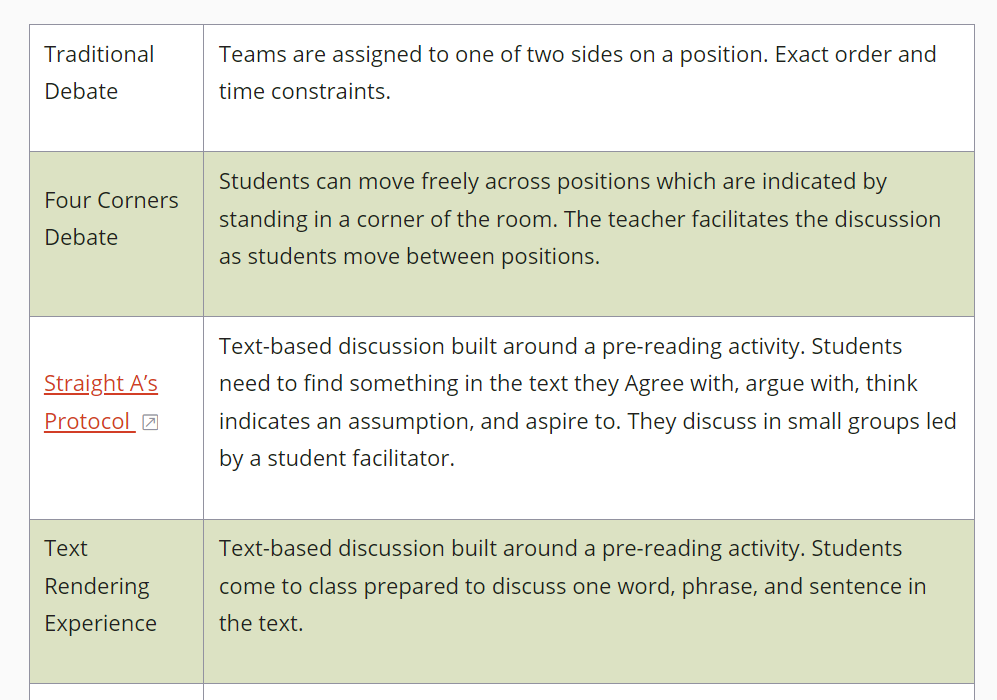 Traditional
Debate
Teams are assigned to one of two sides on a position. Exact order and
time constraints.
Four Corners
Debate
Students can move freely across positions which are indicated by
standing in a corner of the room. The teacher facilitates the discussion
as students move between positions.
Straight A’s
Protocol
Text-based discussion built around a pre-reading activity. Students
need to find something in the text they Agree with, argue with, think
indicates an assumption, and aspire to. They discuss in small groups led
by a student facilitator.
Text
Rendering
Experience
Text-based discussion built around a pre-reading activity. Students
come to class prepared to discuss one word, phrase, and sentence in
the text.